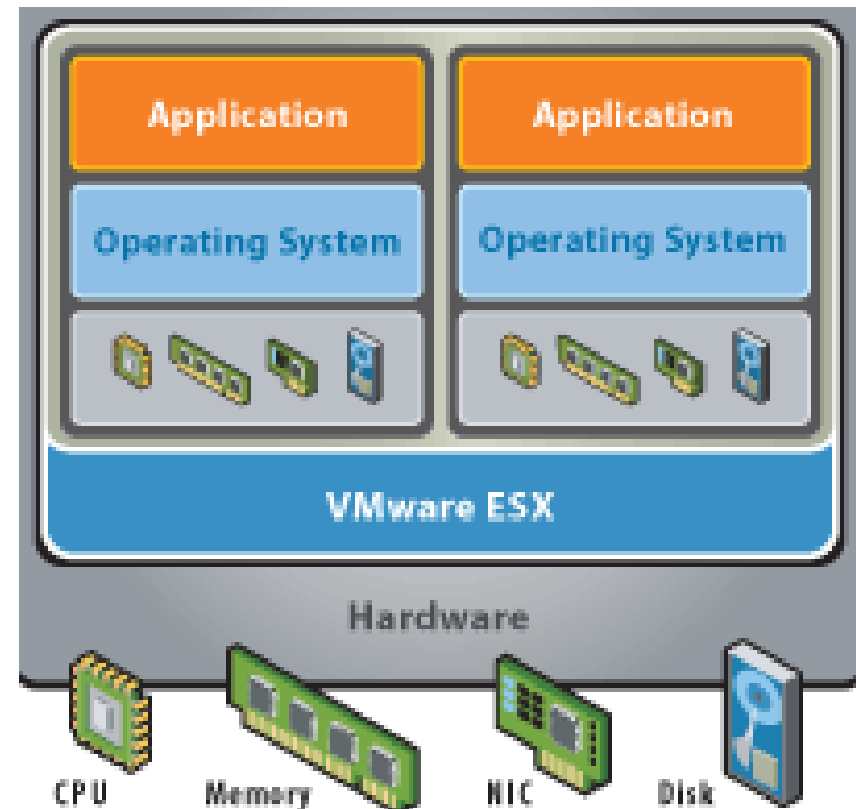 Application Application
Operating System Operating System
VMware ESX
Hardware
CPU Memory NIC Disk